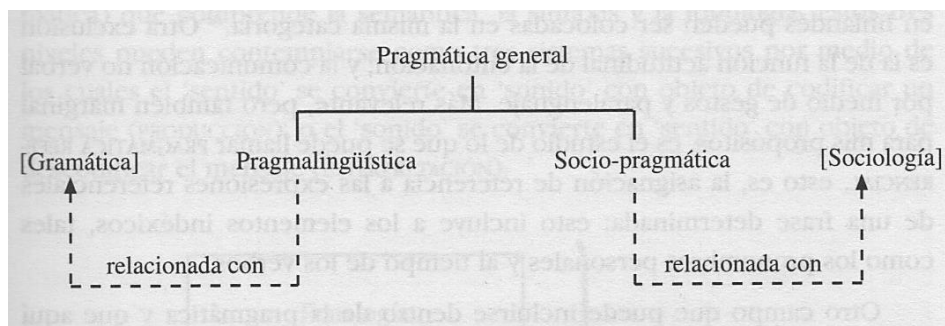 Pragmática general
[Gramática] Pragmalingüística Socio-pragmática [Sociología]
relacionada con relacionada con